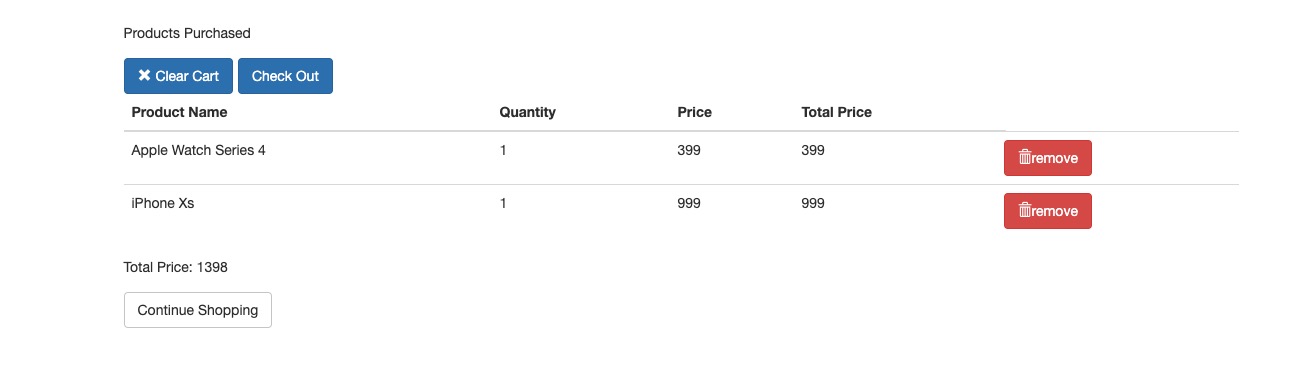 Products Purchased
Clear Cart Check Out
Product Name Quantity Price Total Price
Apple Watch Series 4 1 399 399 remove
iPhone Xs 1 999 999 remove
Total Price: 1398
Continue Shopping